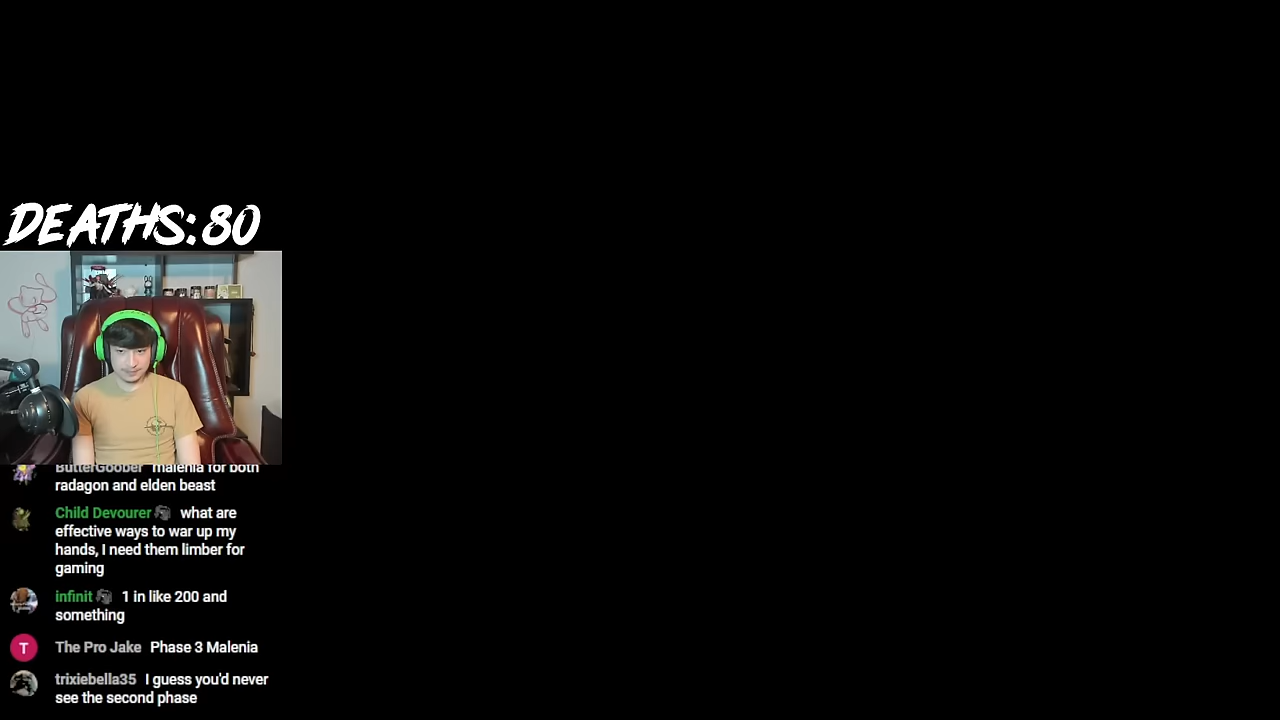 DEATHS: 80
ButterGoober malenia for both
radagon and elden beast
Child Devourer what are
effective ways to war up my
hands, I need them limber for
gaming
infinit 1 in like 200 and
something
T The Pro Jake Phase 3 Malenia
trixiebella35 I guess you'd never
see the second phase